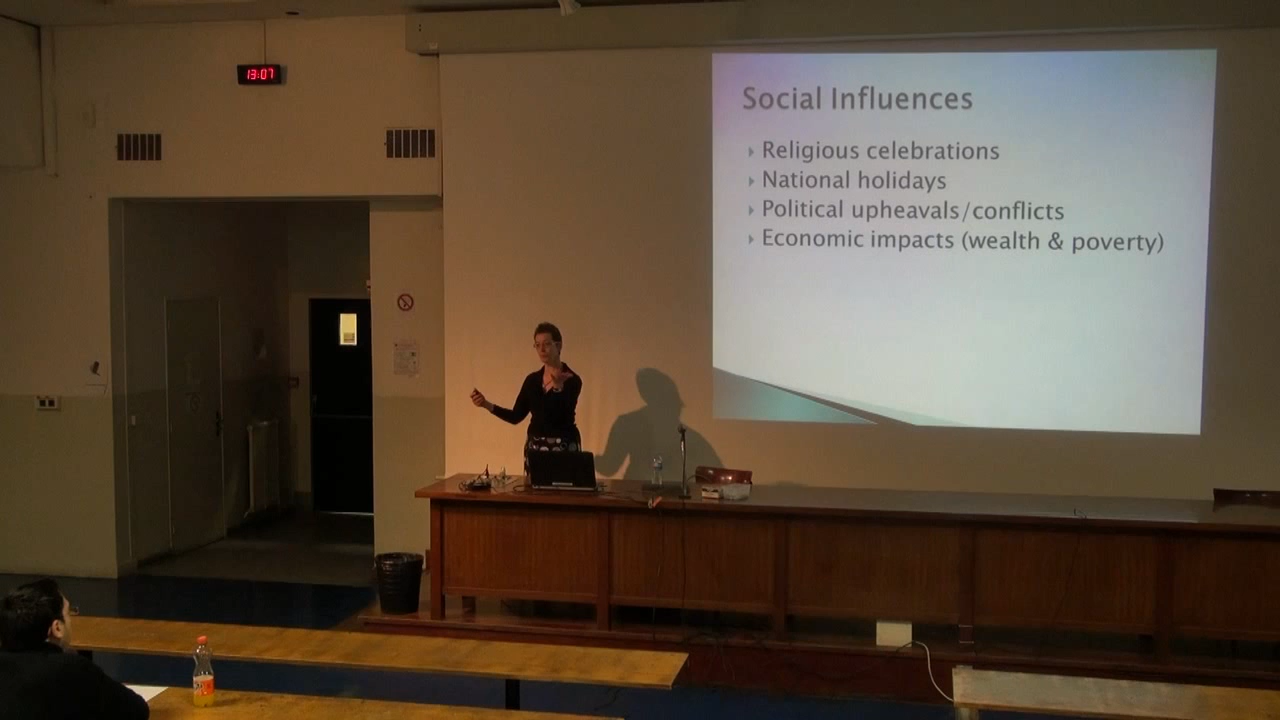 13:07
Social Influences
Religious celebrations
National holidays
Political upheavals/conflicts
Economic impacts (wealth & poverty)